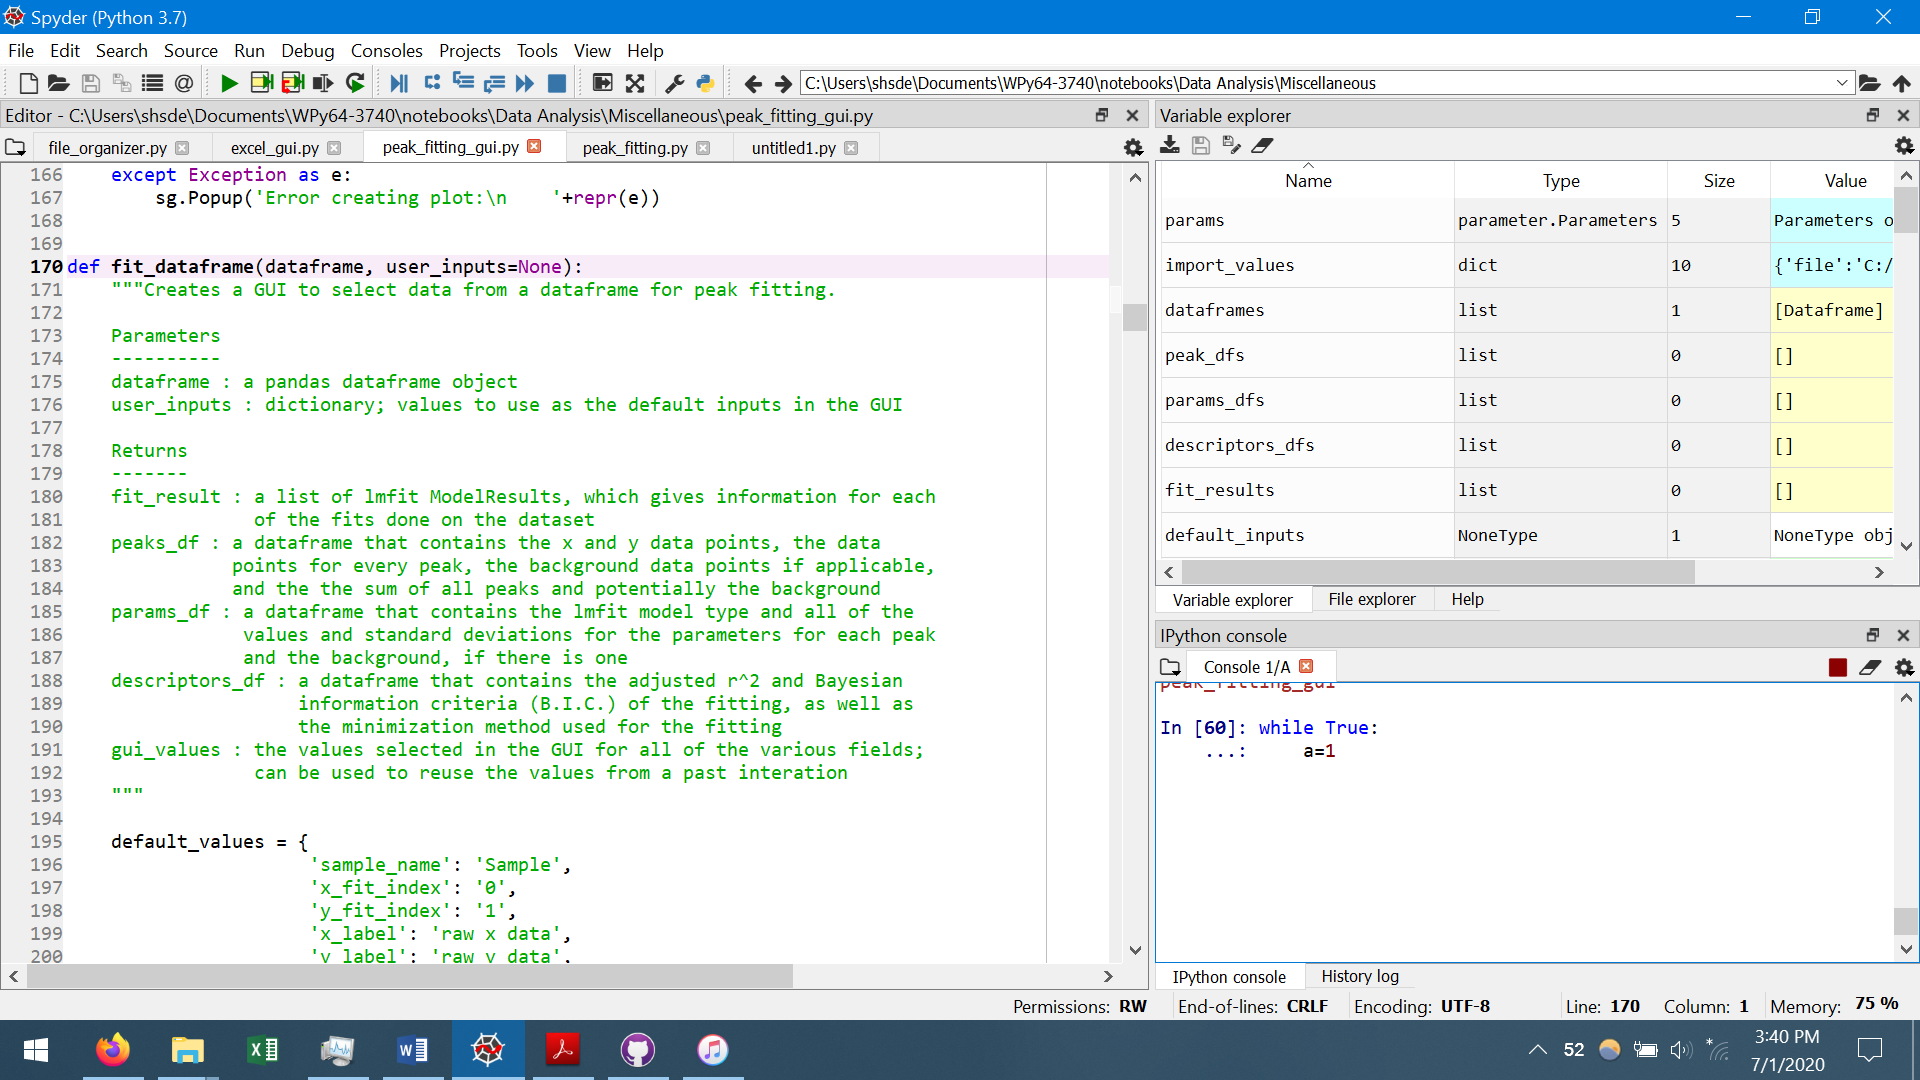 Spyder (Python 3.7)
File Edit Search Source Run Debug Consoles Projects Tools View Help
C:\Users\shsde\Documents\WPy64-3740\notebooks\Data Analysis\Miscellaneous
Editor - C:\Users\shsde\Documents\WPy64-3740\notebooks\Data Analysis\Miscellaneous\peak_fitting_gui.py
file_organizer.py excel_gui.py peak_fitting_gui.py peak_fitting.py untitled1.py
166 except Exception as e:
167 sg.Popup('Error creating plot:\n    '+repr(e))
168
169
170 def fit_dataframe(dataframe, user_inputs=None):
171 """Creates a GUI to select data from a dataframe for peak fitting.
172
173 Parameters
174 ----------
175 dataframe : a pandas dataframe object
176 user_inputs : dictionary; values to use as the default inputs in the GUI
177
178 Returns
179 -------
180 fit_result : a list of lmfit ModelResults, which gives information for each
181 of the fits done on the dataset
182 peaks_df : a dataframe that contains the x and y data points, the data
183 points for every peak, the background data points if applicable,
184 and the the sum of all peaks and potentially the background
185 params_df : a dataframe that contains the lmfit model type and all of the
186 values and standard deviations for the parameters for each peak
187 and the background, if there is one
188 descriptors_df : a dataframe that contains the adjusted r^2 and Bayesian
189 information criteria (B.I.C.) of the fitting, as well as
190 the minimization method used for the fitting
191 gui_values : the values selected in the GUI for all of the various fields;
192 can be used to reuse the values from a past interation
193 """
194
195 default_values = {
196 'sample_name': 'Sample',
197 'x_fit_index': '0',
198 'y_fit_index': '1',
199 'x_label': 'raw x data',
200 'y_label': 'raw y data',
Variable explorer
Name Type Size Value
params parameter.Parameters 5 Parameters o
import_values dict 10 {'file':'C:/
dataframes list 1 [Dataframe]
peak_dfs list 0 []
params_dfs list 0 []
descriptors_dfs list 0 []
fit_results list 0 []
default_inputs NoneType 1 NoneType obj
Variable explorer File explorer Help
IPython console
Console 1/A
peak_fitting_gui
In [60]: while True:
...: a=1
IPython console History log
Permissions: RW End-of-lines: CRLF Encoding: UTF-8 Line: 170 Column: 1 Memory: 75 %
52
3:40 PM
7/1/2020